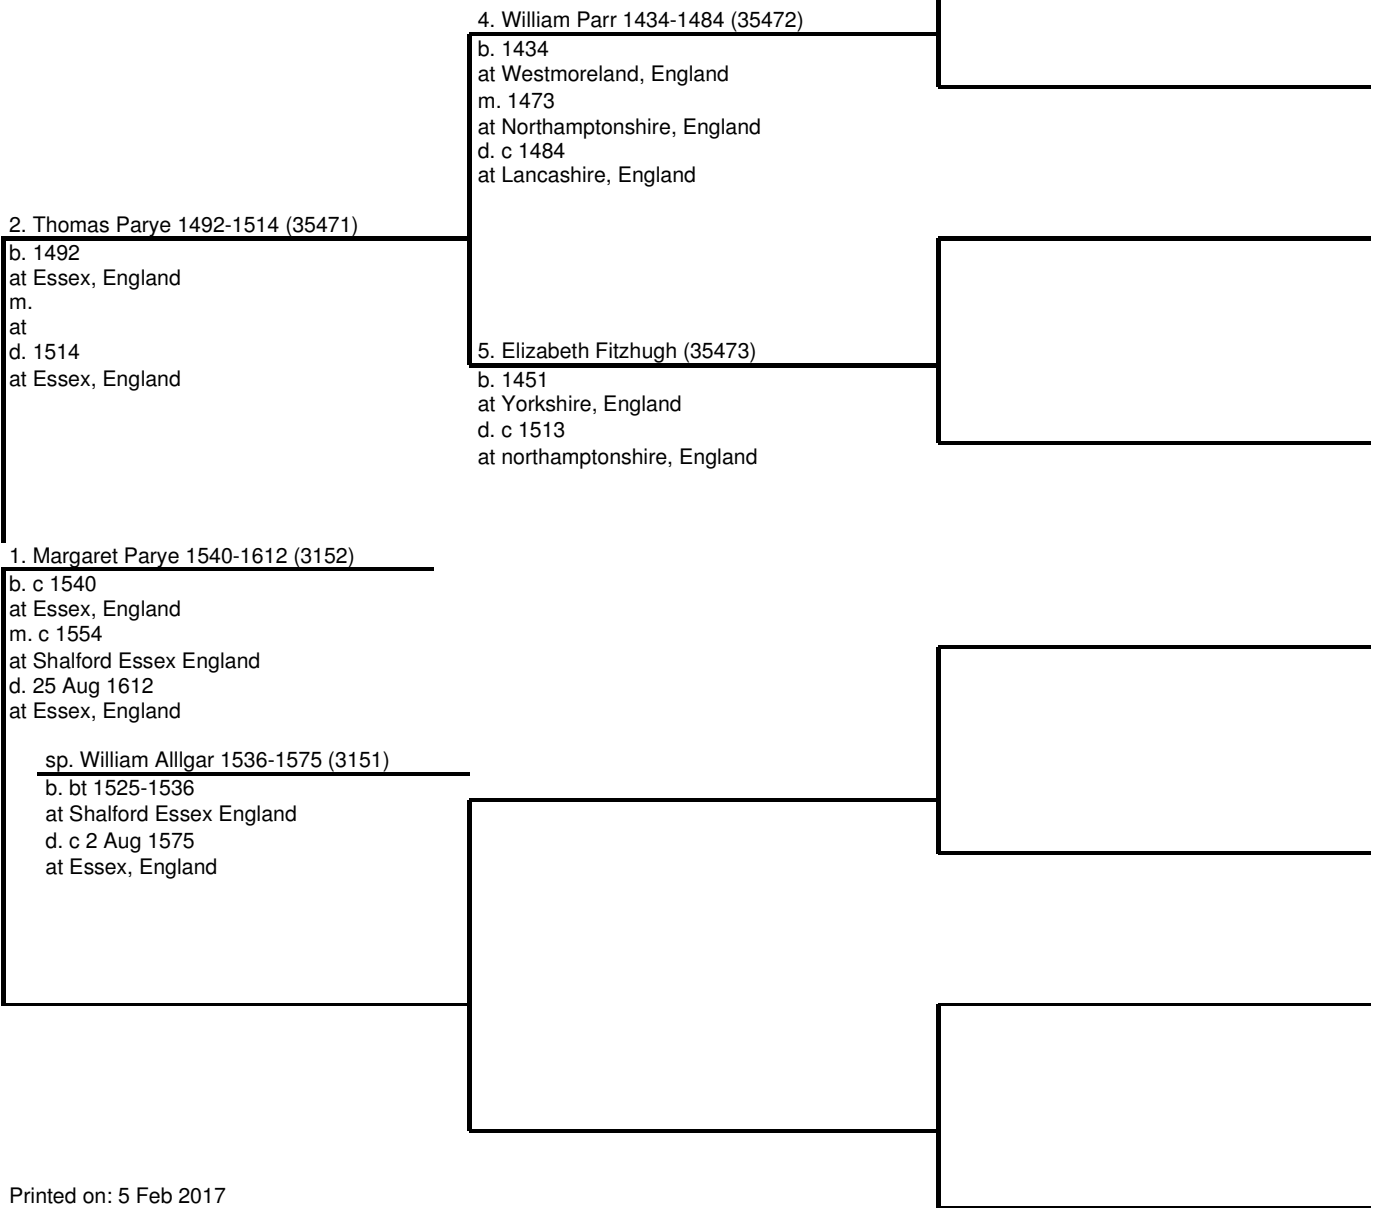 4. William Parr 1434-1484 (35472)
b. 1434
at Westmoreland, England
m. 1473
at Northamptonshire, England
d. c 1484
at Lancashire, England
2. Thomas Parye 1492-1514 (35471)
b. 1492
at Essex, England
m.
at
d. 1514
at Essex, England
5. Elizabeth Fitzhugh (35473)
b. 1451
at Yorkshire, England
d. c 1513
at northamptonshire, England
1. Margaret Parye 1540-1612 (3152)
b. c 1540
at Essex, England
m. c 1554
at Shalford Essex England
d. 25 Aug 1612
at Essex, England
sp. William Alllgar 1536-1575 (3151)
b. bt 1525-1536
at Shalford Essex England
d. c 2 Aug 1575
at Essex, England
Printed on: 5 Feb 2017